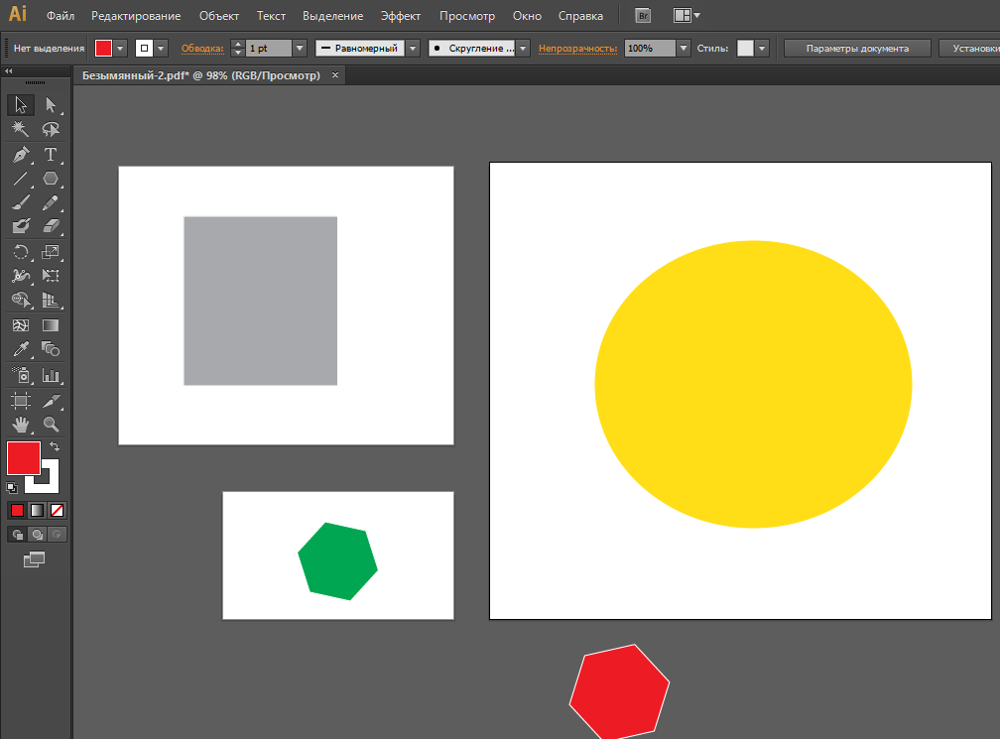 Ai Файл Редактирование Объект Текст Выделение Эффект Просмотр Окно Справка Br
Нет выделения Обводка: 1 pt Равномерный Скругление ... Непрозрачность: 100% Стиль: Параметры документа Установки
Безымянный-2.pdf* @ 98% (RGB/Просмотр) ×
T